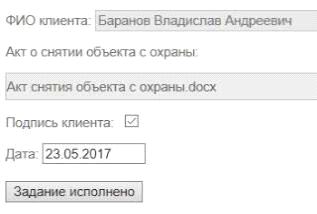 ФИО клиента: Баранов Владислав Андреевич
Акт о снятии объекта с охраны:
Акт снятия объекта с охраны.docx
Подпись клиента:
Дата: 23.05.2017
Задание исполнено